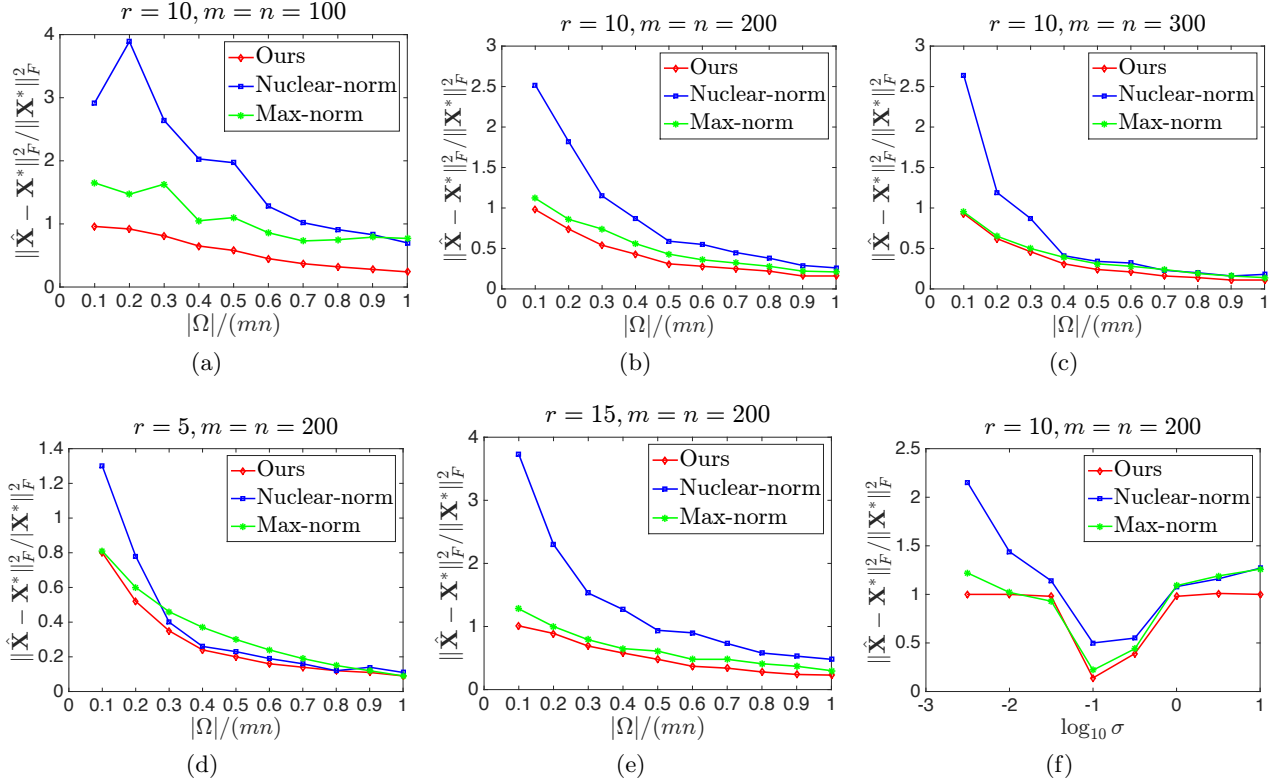 r = 10, m = n = 100
‖X̂ − X*‖²_F/‖X*‖²_F
4
3
2
1
0
Ours
Nuclear-norm
Max-norm
0 0.1 0.2 0.3 0.4 0.5 0.6 0.7 0.8 0.9 1
|Ω|/(mn)
(a)
r = 10, m = n = 200
‖X̂ − X*‖²_F/‖X*‖²_F
3
2.5
2
1.5
1
0.5
0
Ours
Nuclear-norm
Max-norm
0 0.1 0.2 0.3 0.4 0.5 0.6 0.7 0.8 0.9 1
|Ω|/(mn)
(b)
r = 10, m = n = 300
‖X̂ − X*‖²_F/‖X*‖²_F
3
2.5
2
1.5
1
0.5
0
Ours
Nuclear-norm
Max-norm
0 0.1 0.2 0.3 0.4 0.5 0.6 0.7 0.8 0.9 1
|Ω|/(mn)
(c)
r = 5, m = n = 200
‖X̂ − X*‖²_F/|X*‖²_F
1.4
1.2
1
0.8
0.6
0.4
0.2
0
Ours
Nuclear-norm
Max-norm
0 0.1 0.2 0.3 0.4 0.5 0.6 0.7 0.8 0.9 1
|Ω|/(mn)
(d)
r = 15, m = n = 200
‖X̂ − X*‖²_F/‖X*‖²_F
4
3
2
1
0
Ours
Nuclear-norm
Max-norm
0 0.1 0.2 0.3 0.4 0.5 0.6 0.7 0.8 0.9 1
|Ω|/(mn)
(e)
r = 10, m = n = 200
‖X̂ − X*‖²_F/‖X*‖²_F
2.5
2
1.5
1
0.5
0
Ours
Nuclear-norm
Max-norm
-3 -2 -1 0 1
log₁₀ σ
(f)